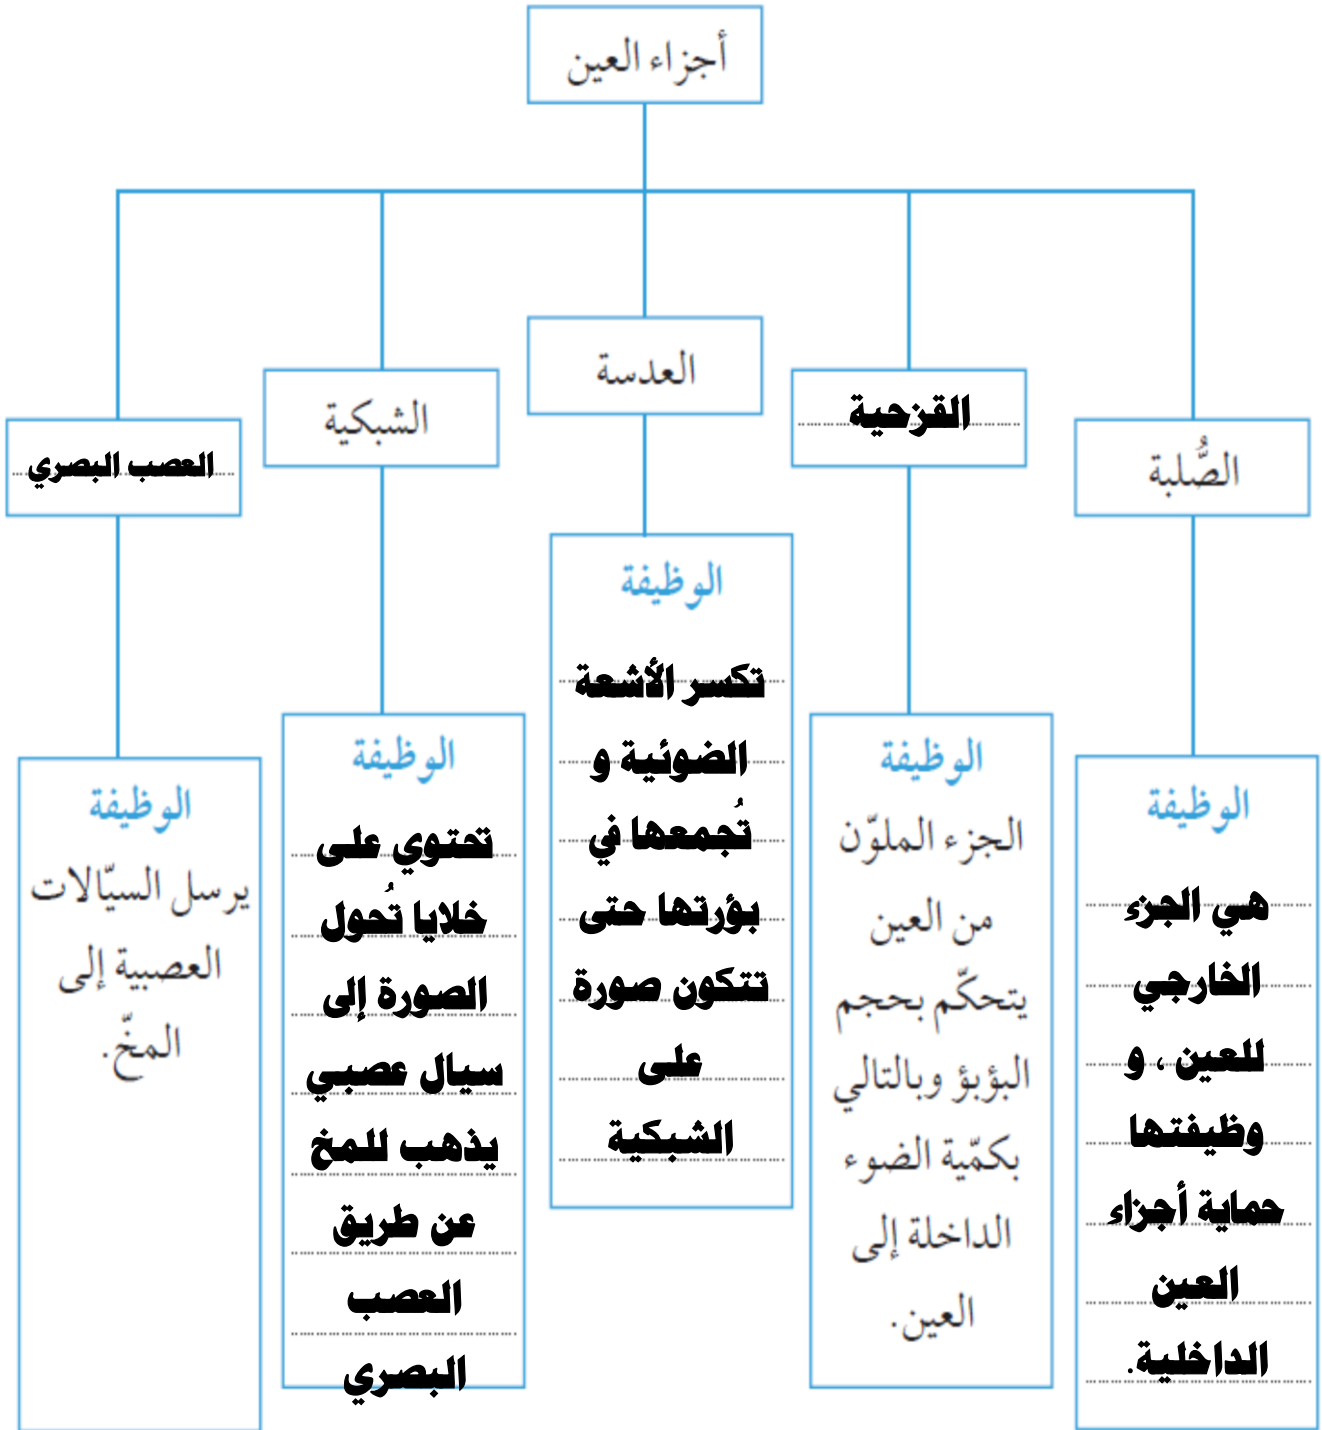 أجزاء العين
الصُّلبة
القزحية
العدسة
الشبكية
العصب البصري
الوظيفة
هي الجزء
الخارجي
للعين ، و
وظيفتها
حماية أجزاء
العين
الداخلية.
الوظيفة
الجزء الملوّن
من العين
يتحكّم بحجم
البؤبؤ وبالتالي
بكمّية الضوء
الداخلة إلى
العين.
الوظيفة
تكسر الأشعة
الضوئية و
تُجمعها في
بؤرتها حتى
تتكون صورة
على
الشبكية
الوظيفة
تحتوي على
خلايا تُحول
الصورة إلى
سيال عصبي
يذهب للمخ
عن طريق
العصب
البصري
الوظيفة
يرسل السيّالات
العصبية إلى
المخّ.